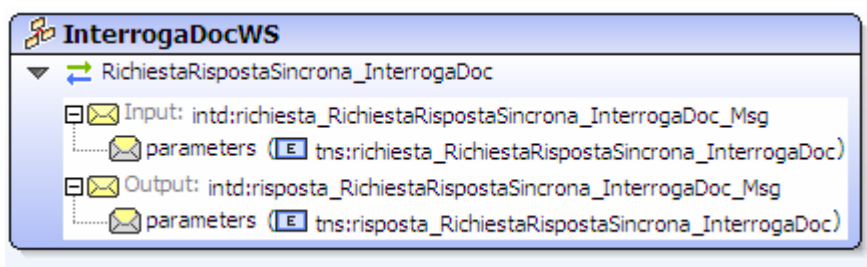 InterrogaDocWS
RichiestaRispostaSincrona_InterrogaDoc
Input: intd:richiesta_RichiestaRispostaSincrona_InterrogaDoc_Msg
parameters (E tns:richiesta_RichiestaRispostaSincrona_InterrogaDoc)
Output: intd:risposta_RichiestaRispostaSincrona_InterrogaDoc_Msg
parameters (E tns:risposta_RichiestaRispostaSincrona_InterrogaDoc)